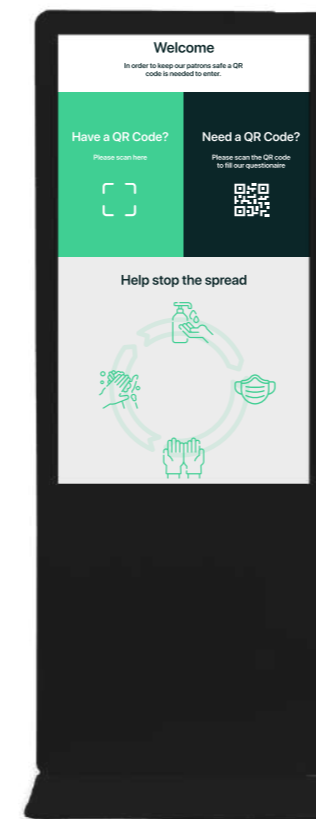 Welcome
In order to keep our patrons safe a QR
code is needed to enter.
Have a QR Code?
Please scan here
Need a QR Code?
Please scan the QR code
to fill our questionaire
Help stop the spread